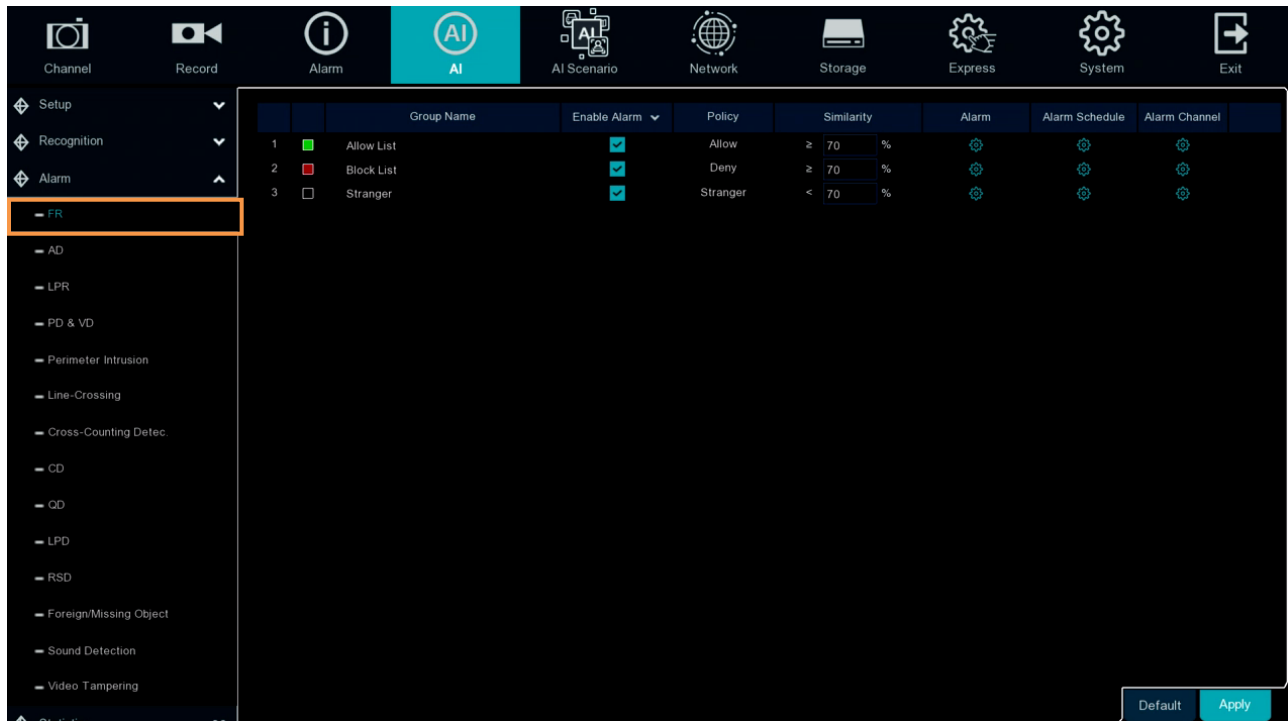 Channel Record Alarm AI AI Scenario Network Storage Express System Exit
Setup
Recognition
Alarm
FR
AD
LPR
PD & VD
Perimeter Intrusion
Line-Crossing
Cross-Counting Detec.
CD
QD
LPD
RSD
Foreign/Missing Object
Sound Detection
Video Tampering
Group Name Enable Alarm Policy Similarity Alarm Alarm Schedule Alarm Channel
1 Allow List Allow ≥ 70 %
2 Block List Deny ≥ 70 %
3 Stranger Stranger < 70 %
Default Apply